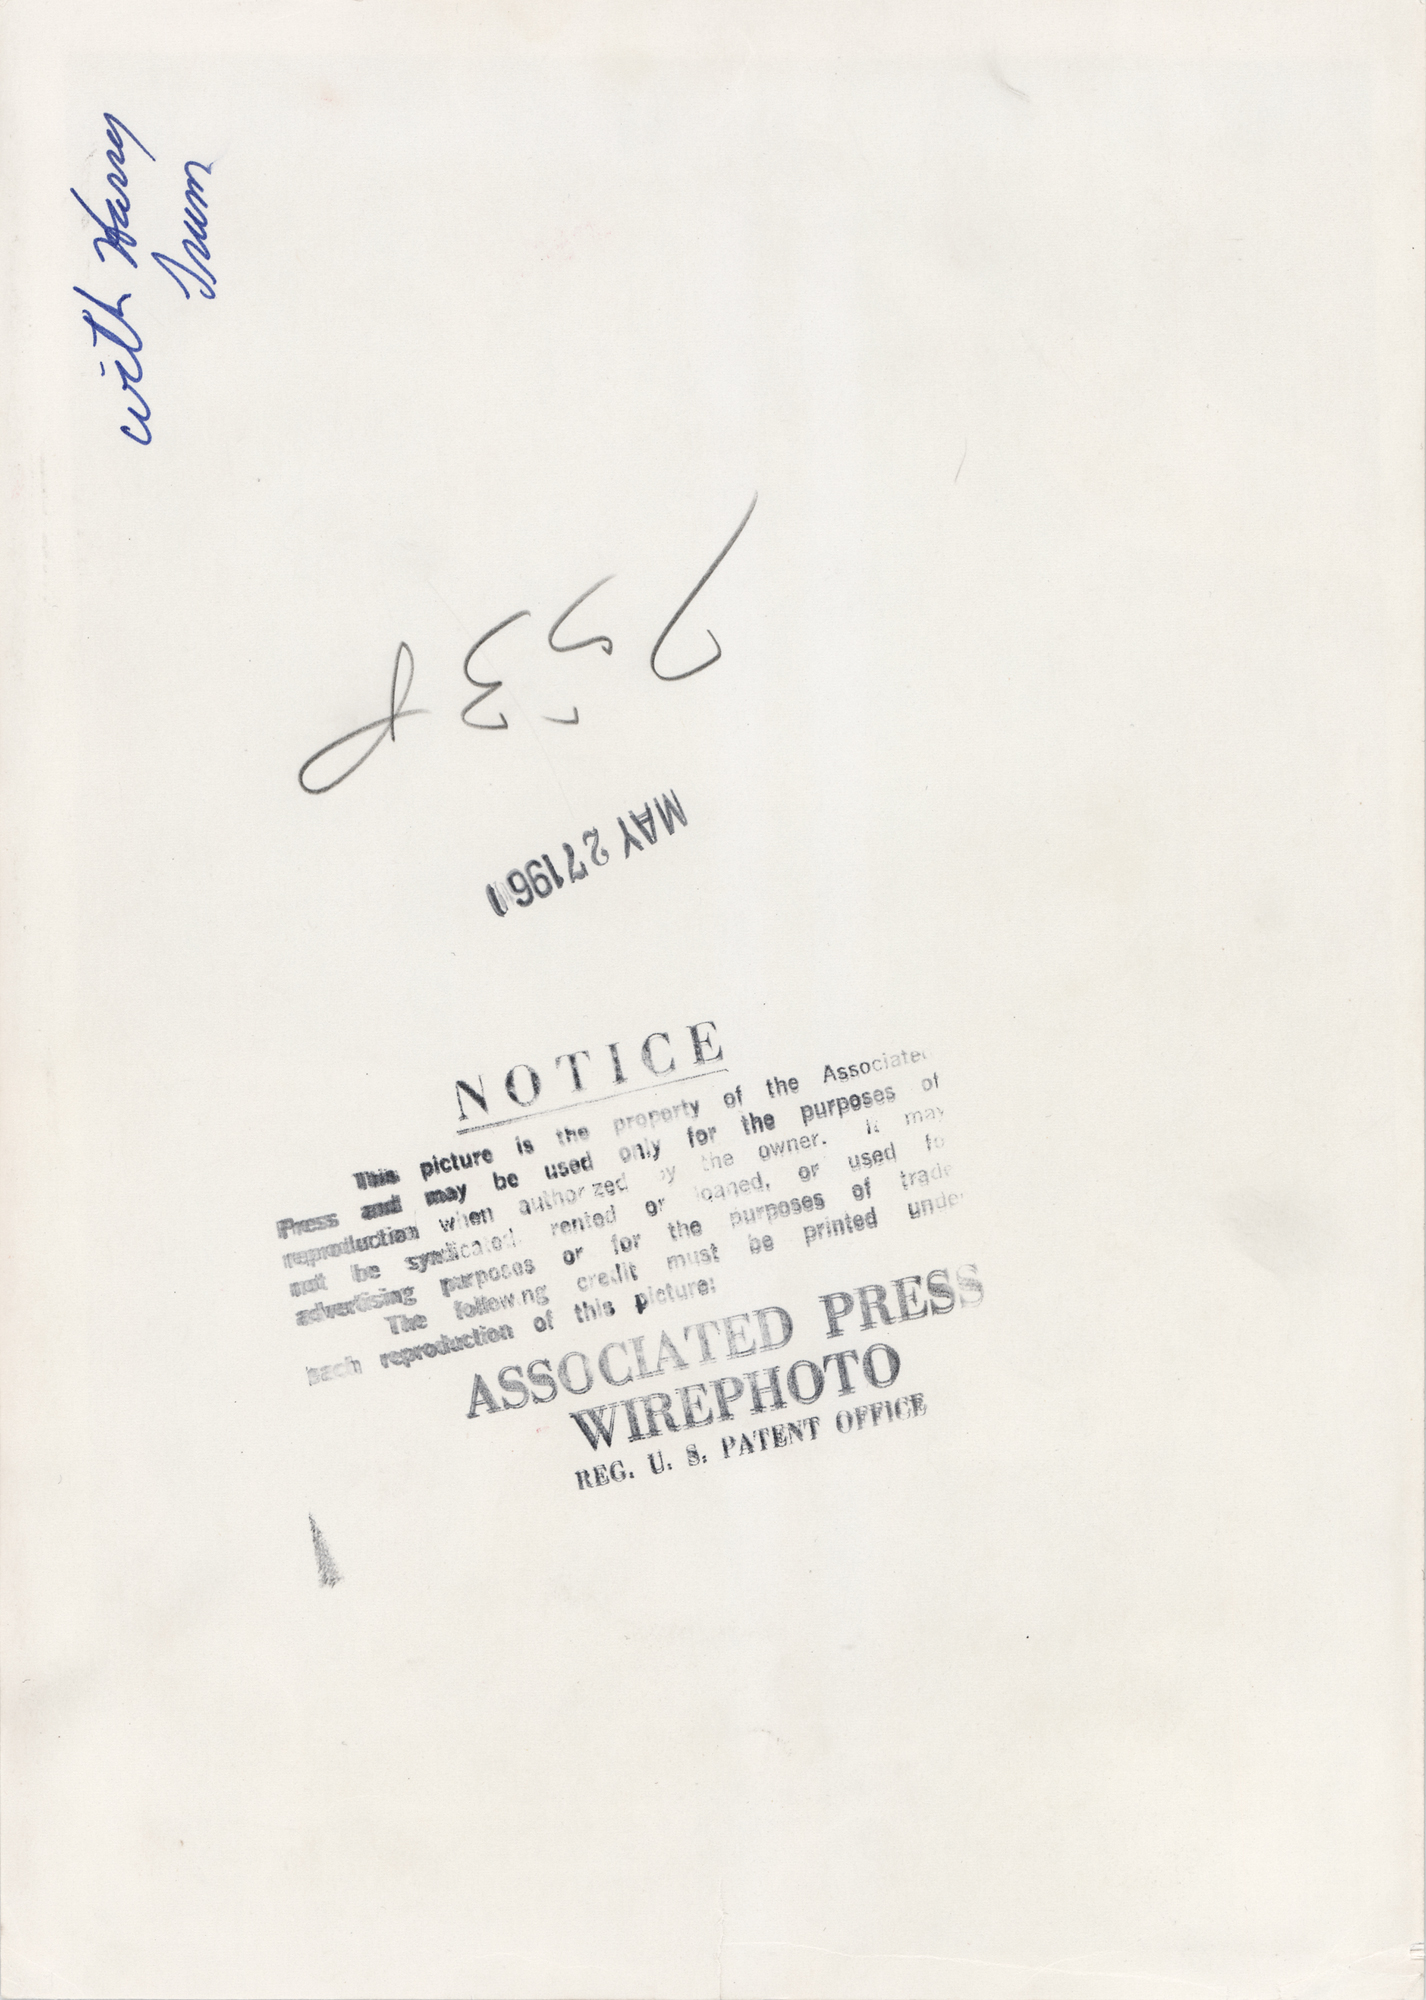 with Harry
Trum
MAY 27 1960
NOTICE
This picture is the property of the Associated
Press and may be used only for the purposes of
reproduction when authorized by the owner. It may
not be syndicated, rented or loaned, or used for
advertising purposes or for the purposes of trade
The following credit must be printed under
each reproduction of this picture:
ASSOCIATED PRESS
WIREPHOTO
REG. U. S. PATENT OFFICE